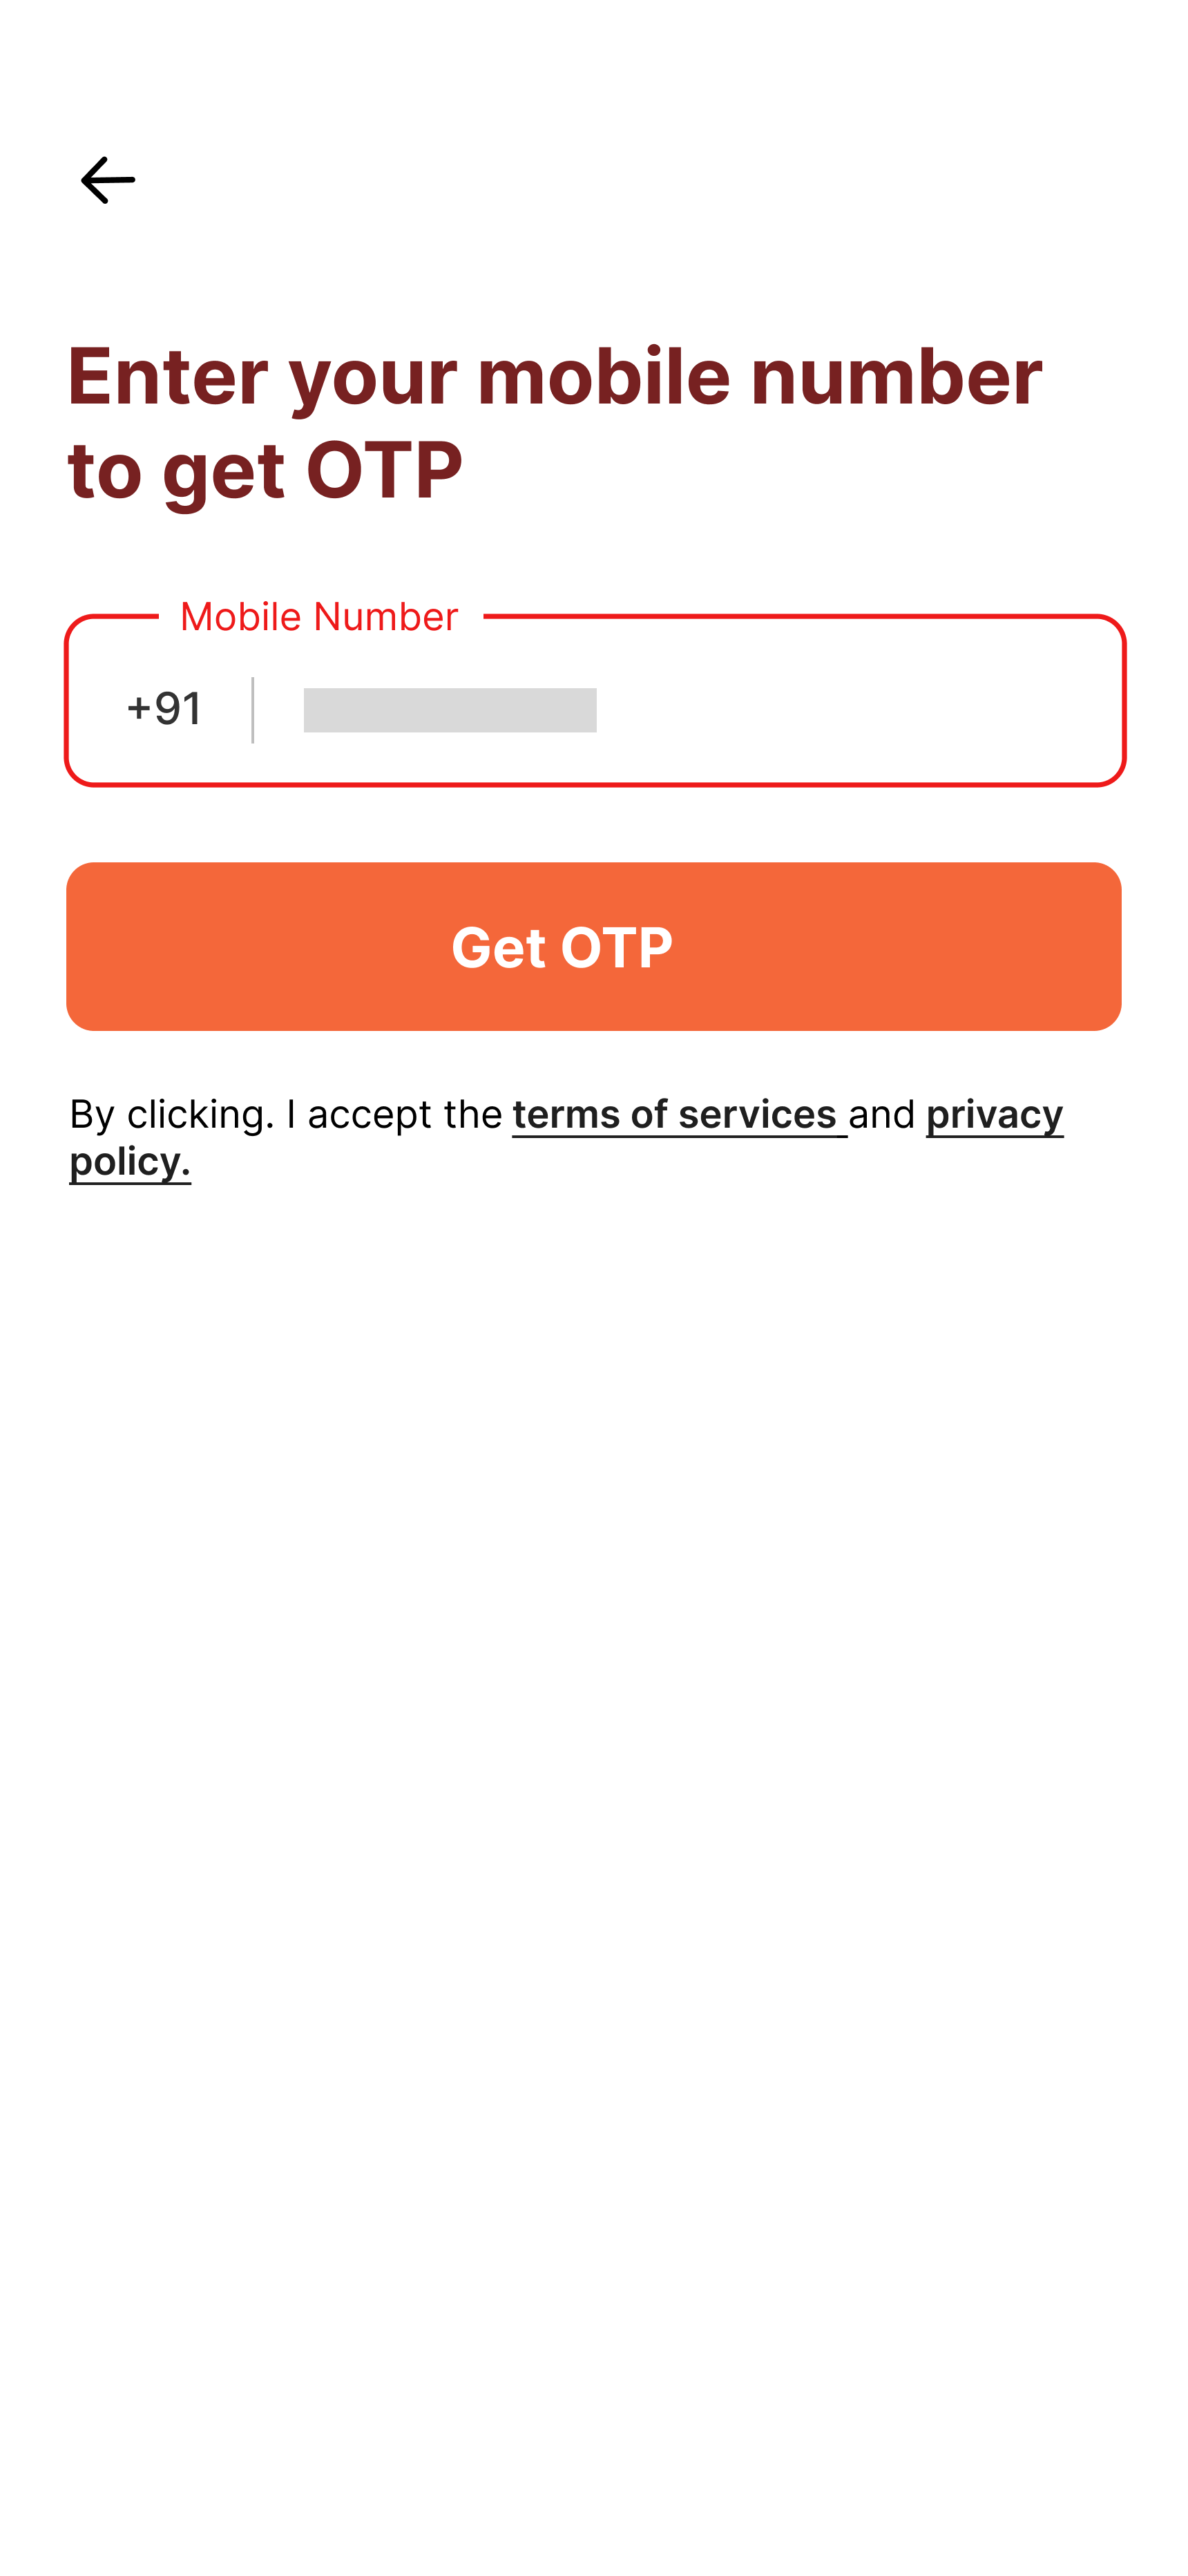 Enter your mobile number
to get OTP
Mobile Number
+91
Get OTP
By clicking. I accept the terms of services and privacy
policy.